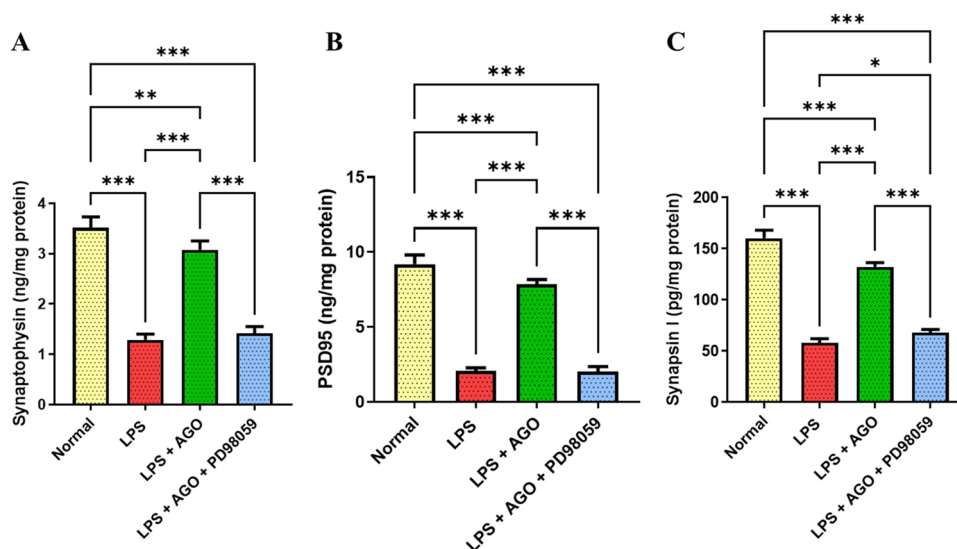 A
***
**
***
***
***
Synaptophysin (ng/mg protein)
4
3
2
1
0
Normal
LPS
LPS + AGO
LPS + AGO + PD98059
B
***
***
***
***
***
PSD95 (ng/mg protein)
15
10
5
0
Normal
LPS
LPS + AGO
LPS + AGO + PD98059
C
***
*
***
***
***
***
Synapsin I (pg/mg protein)
200
150
100
50
0
Normal
LPS
LPS + AGO
LPS + AGO + PD98059